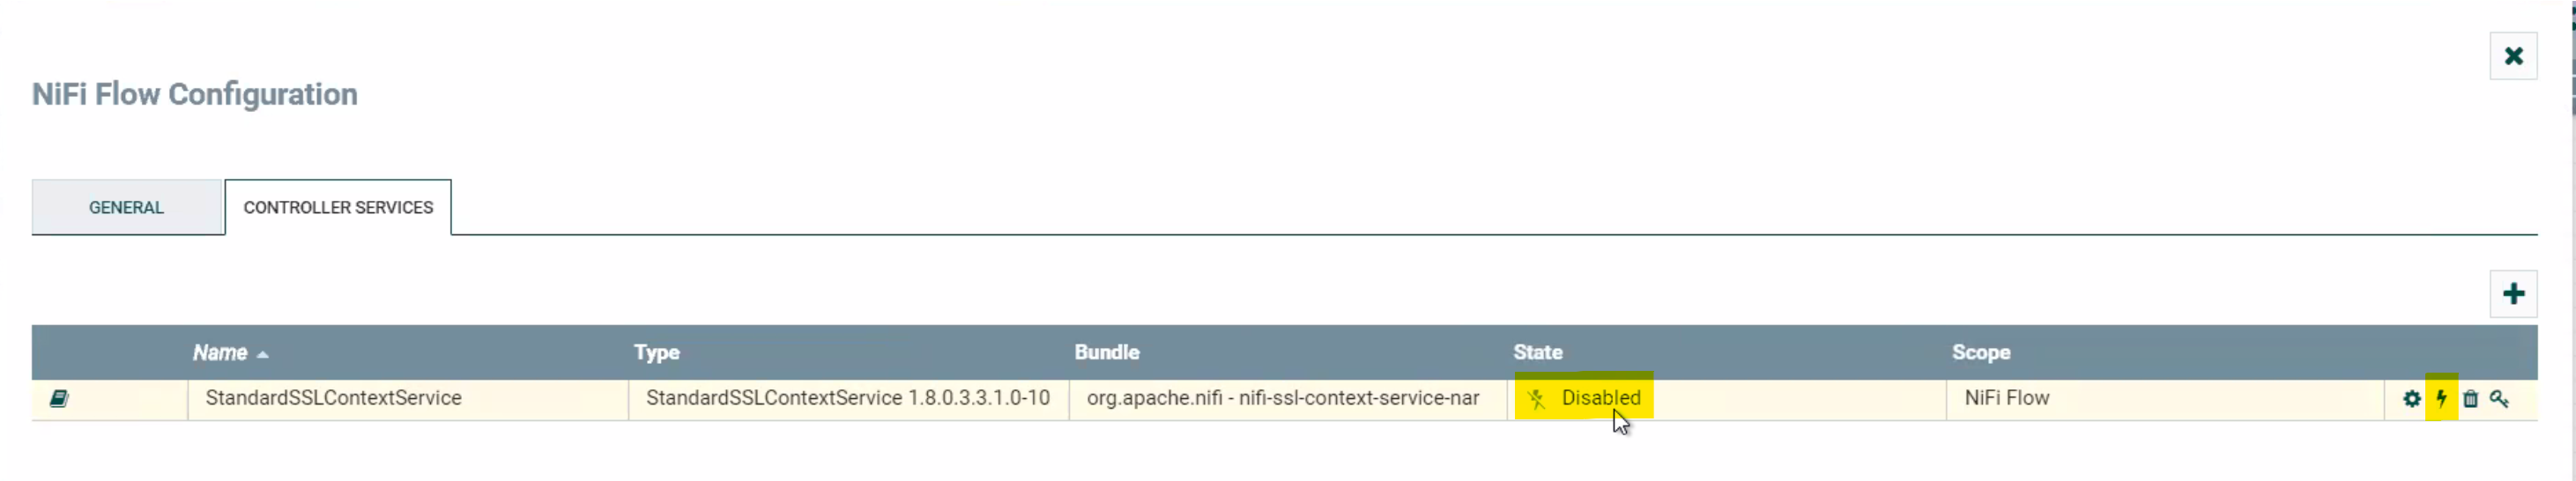 NiFi Flow Configuration
GENERAL CONTROLLER SERVICES
Name Type Bundle State Scope
StandardSSLContextService StandardSSLContextService 1.8.0.3.3.1.0-10 org.apache.nifi - nifi-ssl-context-service-nar Disabled NiFi Flow